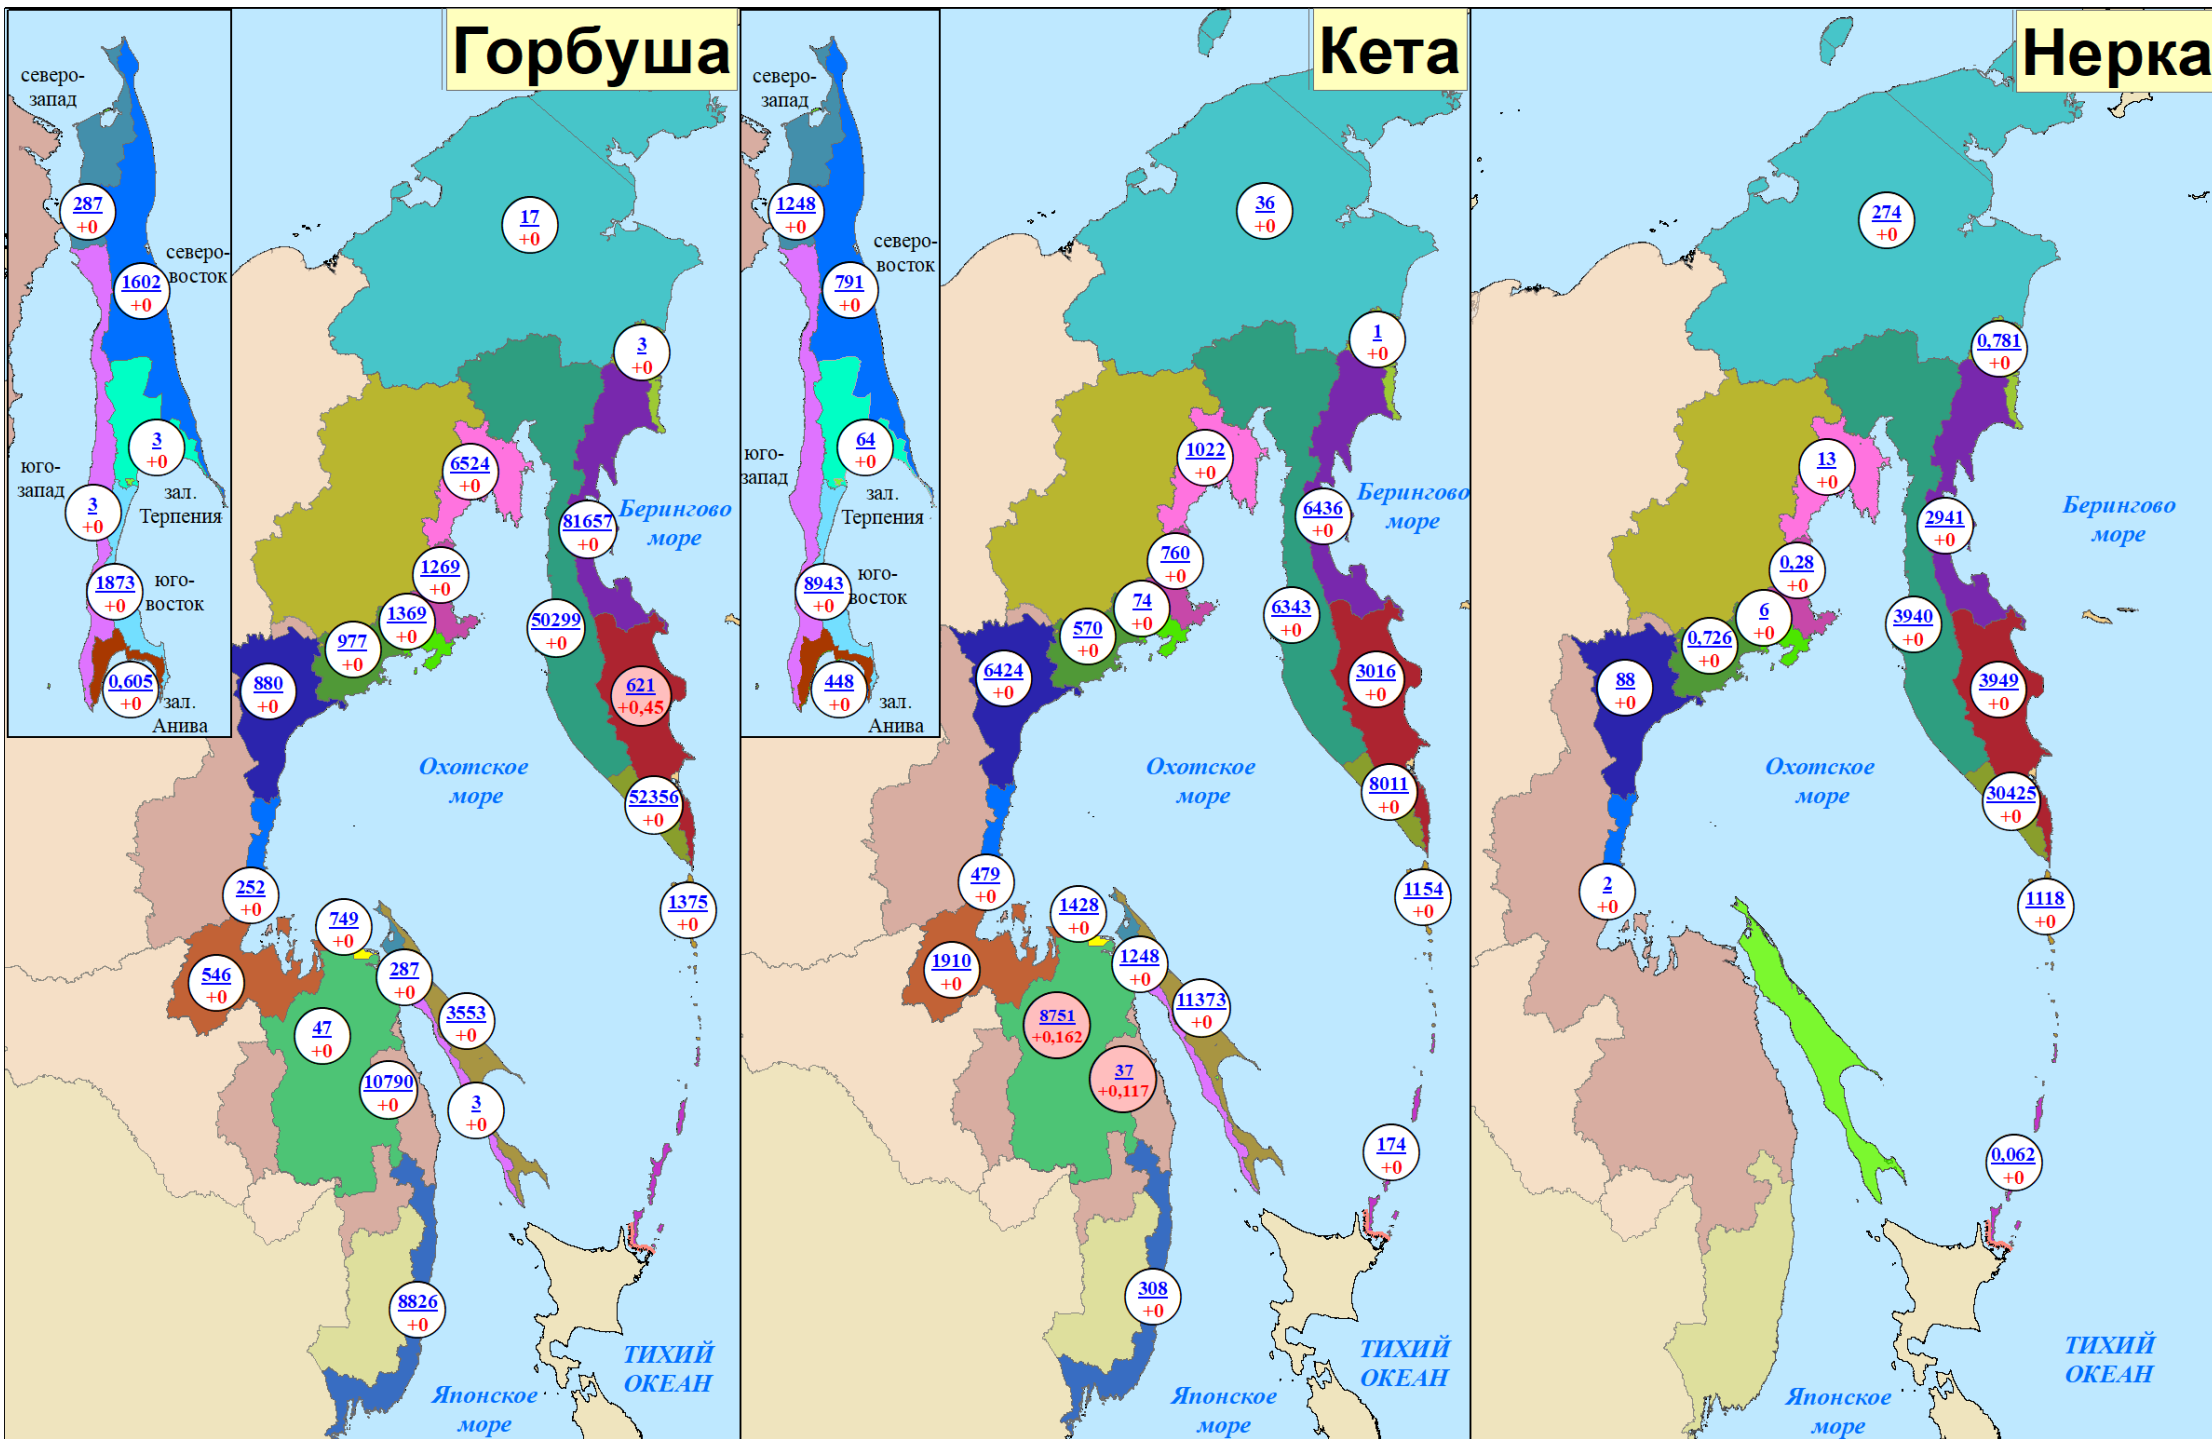 Горбуша
северо-
запад
287
+0
северо-
восток
1602
+0
3
+0
юго-
запад
3
+0
зал.
Терпения
1873
+0
юго-
восток
0,605
+0
зал.
Анива
17
+0
3
+0
6524
+0
81657
+0
Берингово
море
1269
+0
1369
+0
977
+0
50299
+0
880
+0
621
+0,45
Охотское
море
52356
+0
252
+0
749
+0
1375
+0
546
+0
287
+0
3553
+0
47
+0
10790
+0
3
+0
8826
+0
ТИХИЙ
ОКЕАН
Японское
море
Кета
северо-
запад
1248
+0
северо-
восток
791
+0
64
+0
юго-
запад
зал.
Терпения
8943
+0
юго-
восток
448
+0
зал.
Анива
36
+0
1
+0
1022
+0
6436
+0
Берингово
море
760
+0
74
+0
570
+0
6343
+0
6424
+0
3016
+0
Охотское
море
8011
+0
479
+0
1428
+0
1154
+0
1910
+0
1248
+0
11373
+0
8751
+0,162
37
+0,117
174
+0
308
+0
ТИХИЙ
ОКЕАН
Японское
море
Нерка
274
+0
0,781
+0
13
+0
2941
+0
Берингово
море
0,28
+0
6
+0
0,726
+0
3940
+0
88
+0
3949
+0
Охотское
море
30425
+0
2
+0
1118
+0
0,062
+0
ТИХИЙ
ОКЕАН
Японское
море